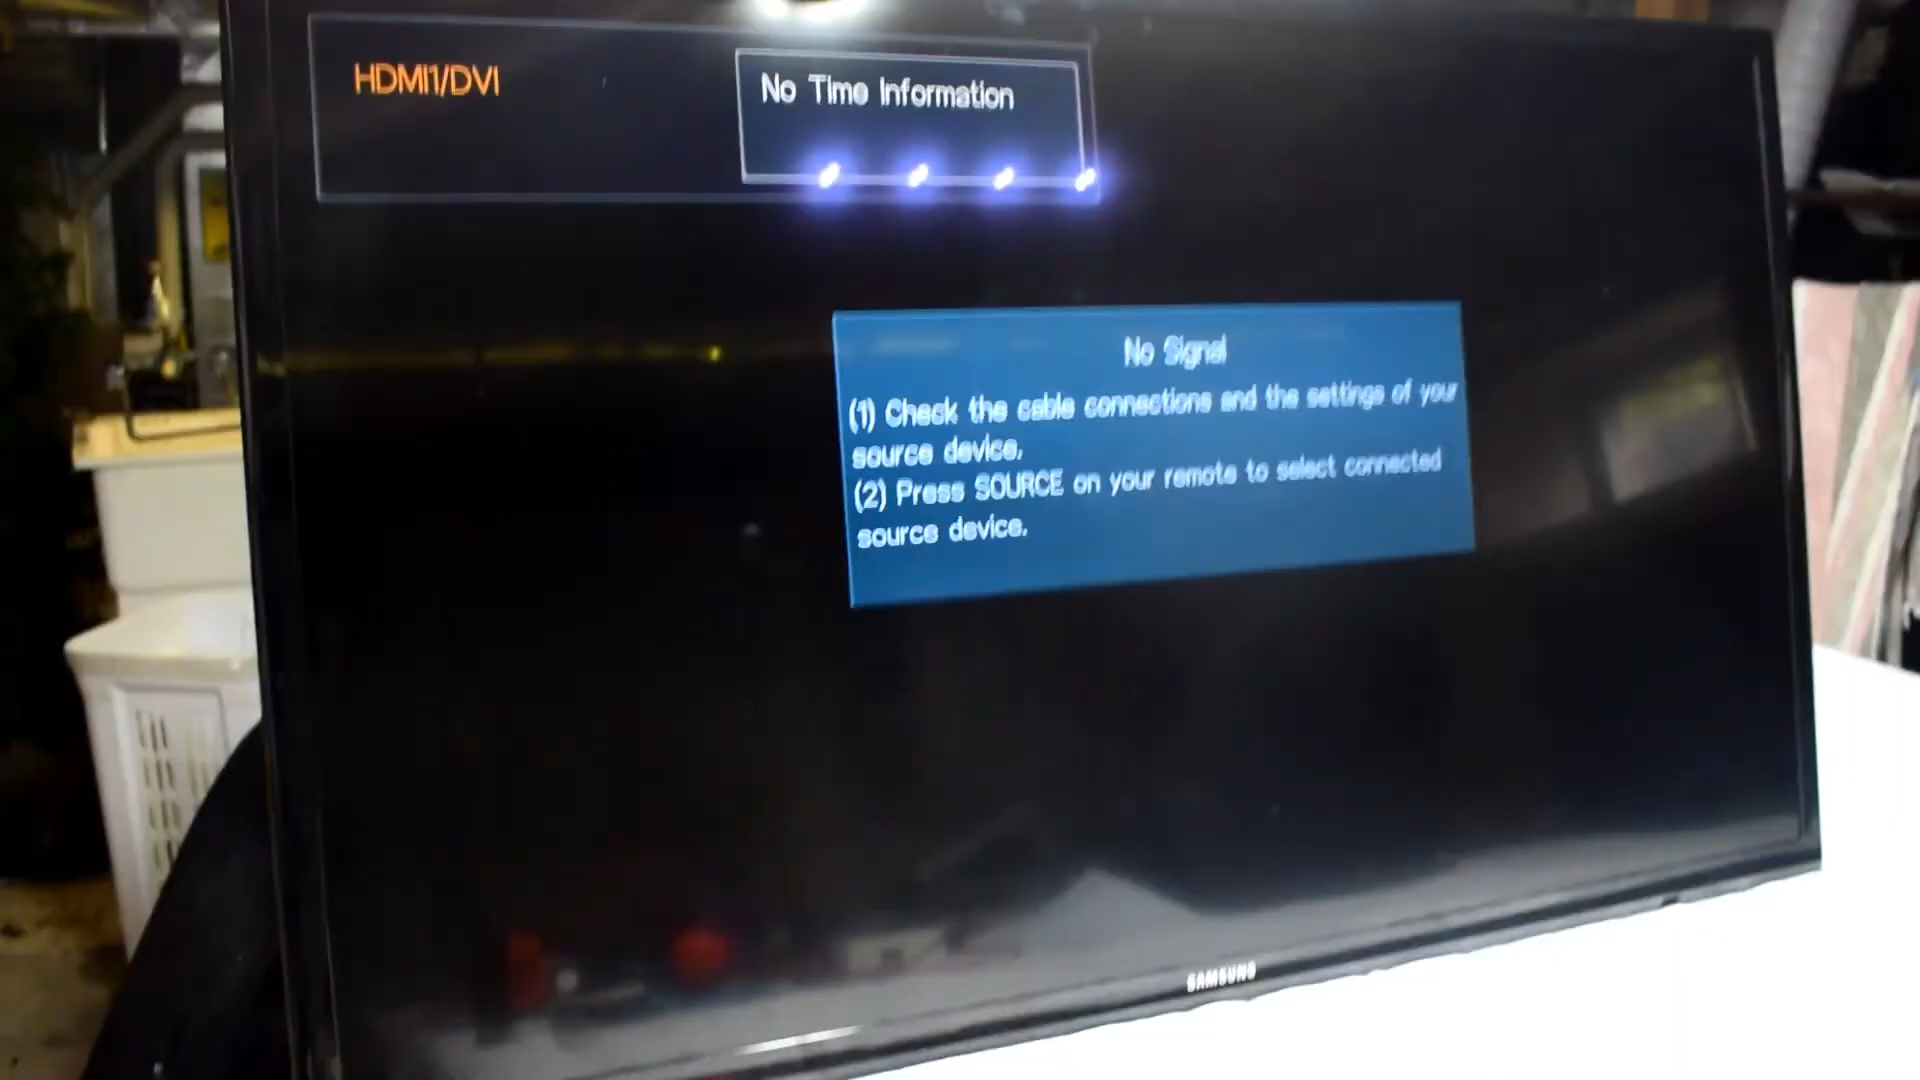 HDMI1/DVI
No Time Information
No Signal
(1) Check the cable connections and the settings of your
source device.
(2) Press SOURCE on your remote to select connected
source device.
SAMSUNG